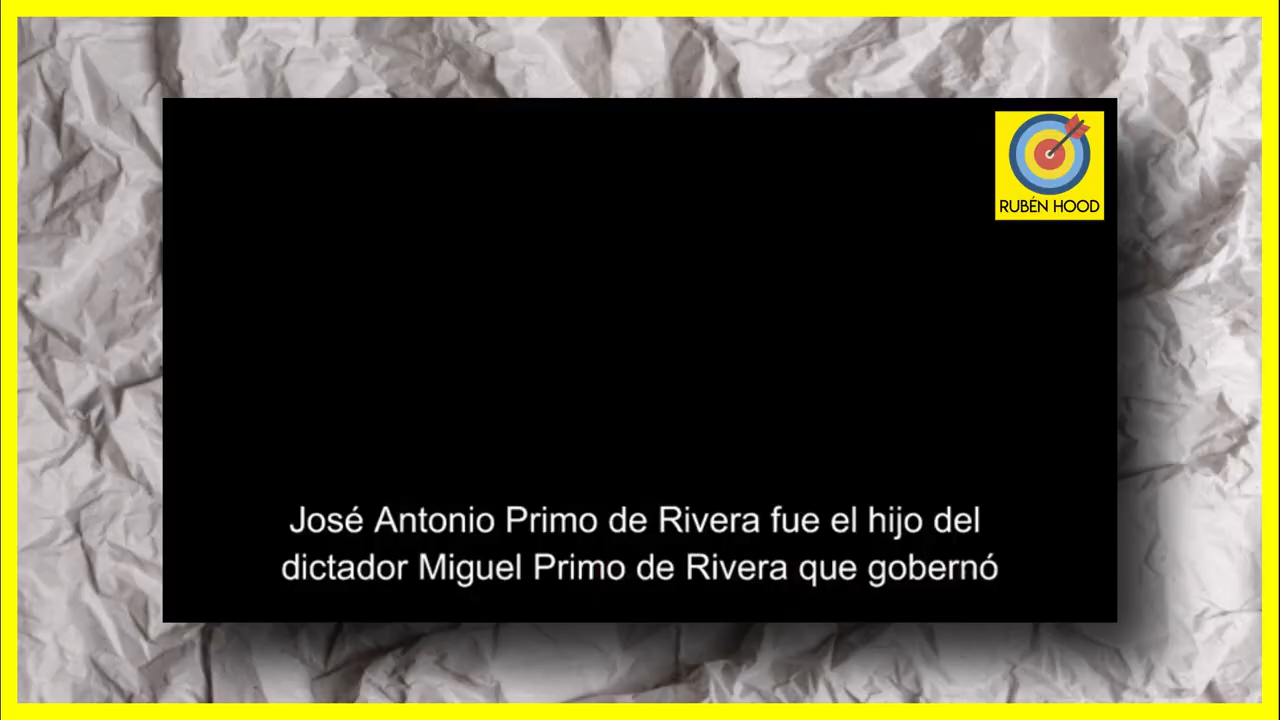 RUBÉN HOOD
José Antonio Primo de Rivera fue el hijo del
dictador Miguel Primo de Rivera que gobernó